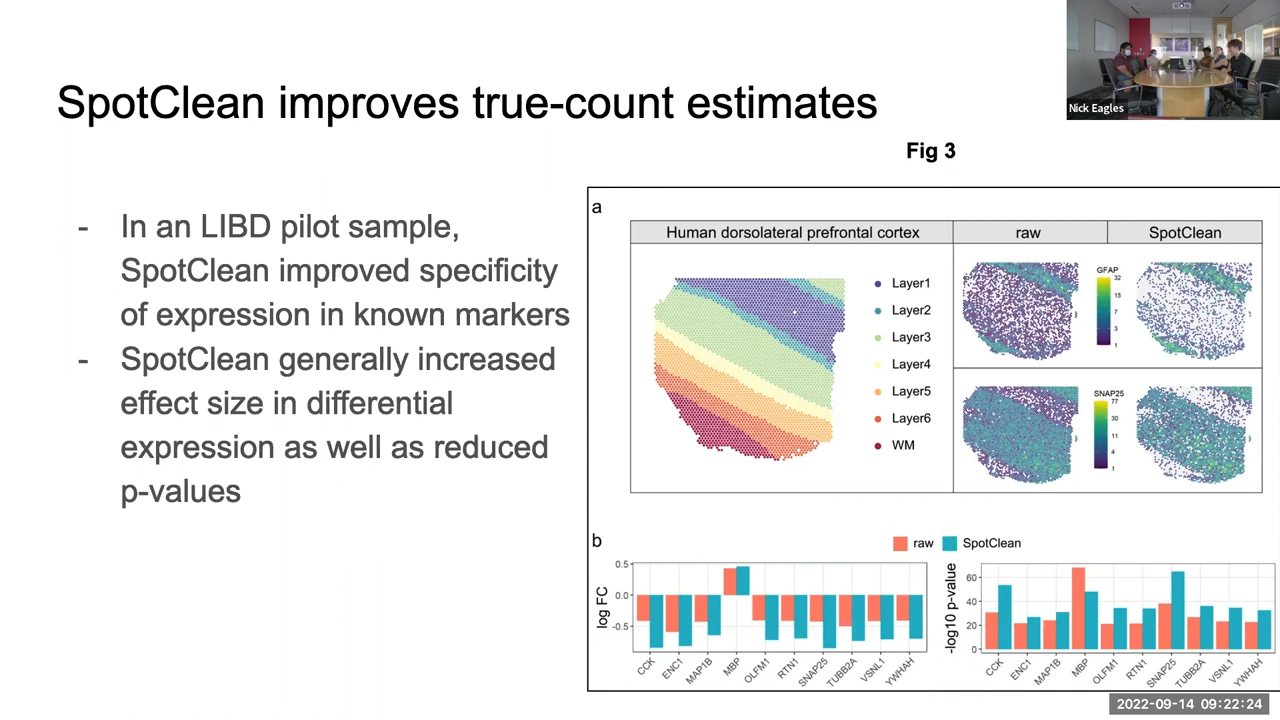 SpotClean improves true-count estimates
Nick Eagles
- In an LIBD pilot sample,
SpotClean improved specificity
of expression in known markers
- SpotClean generally increased
effect size in differential
expression as well as reduced
p-values
Fig 3
a
Human dorsolateral prefrontal cortex
raw
SpotClean
Layer1
Layer2
Layer3
Layer4
Layer5
Layer6
WM
GFAP
32
15
7
3
1
SNAP25
77
30
11
4
1
b
raw
SpotClean
log FC
0.5
0.0
-0.5
CCK
ENC1
MAP1B
MBP
OLFM1
RTN1
SNAP25
TUBB2A
VSNL1
YWHAH
-log10 p-value
60
40
20
0
CCK
ENC1
MAP1B
MBP
OLFM1
RTN1
SNAP25
TUBB2A
VSNL1
YWHAH
2022-09-14 09:22:24